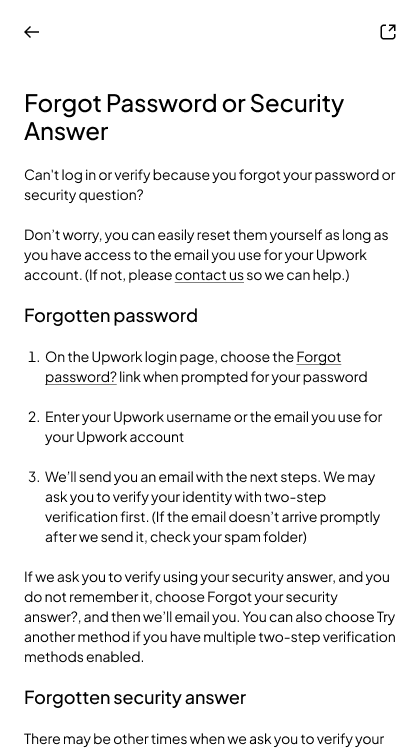 Forgot Password or Security
Answer
Can't log in or verify because you forgot your password or
security question?
Don’t worry, you can easily reset them yourself as long as
you have access to the email you use for your Upwork
account. (If not, please contact us so we can help.)
Forgotten password
1. On the Upwork login page, choose the Forgot
password? link when prompted for your password
2. Enter your Upwork username or the email you use for
your Upwork account
3. We’ll send you an email with the next steps. We may
ask you to verify your identity with two-step
verification first. (If the email doesn’t arrive promptly
after we send it, check your spam folder)
If we ask you to verify using your security answer, and you
do not remember it, choose Forgot your security
answer?, and then we’ll email you. You can also choose Try
another method if you have multiple two-step verification
methods enabled.
Forgotten security answer
There may be other times when we ask you to verify your